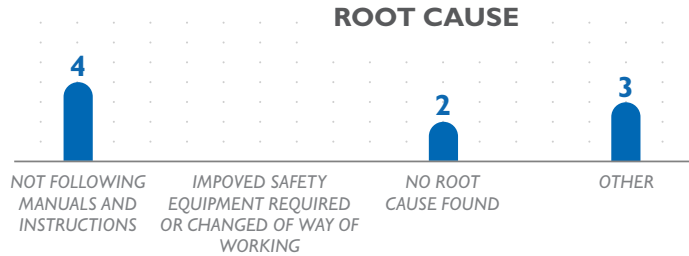 ROOT CAUSE
4
2
3
NOT FOLLOWING
MANUALS AND
INSTRUCTIONS
IMPOVED SAFETY
EQUIPMENT REQUIRED
OR CHANGED OF WAY OF
WORKING
NO ROOT
CAUSE FOUND
OTHER